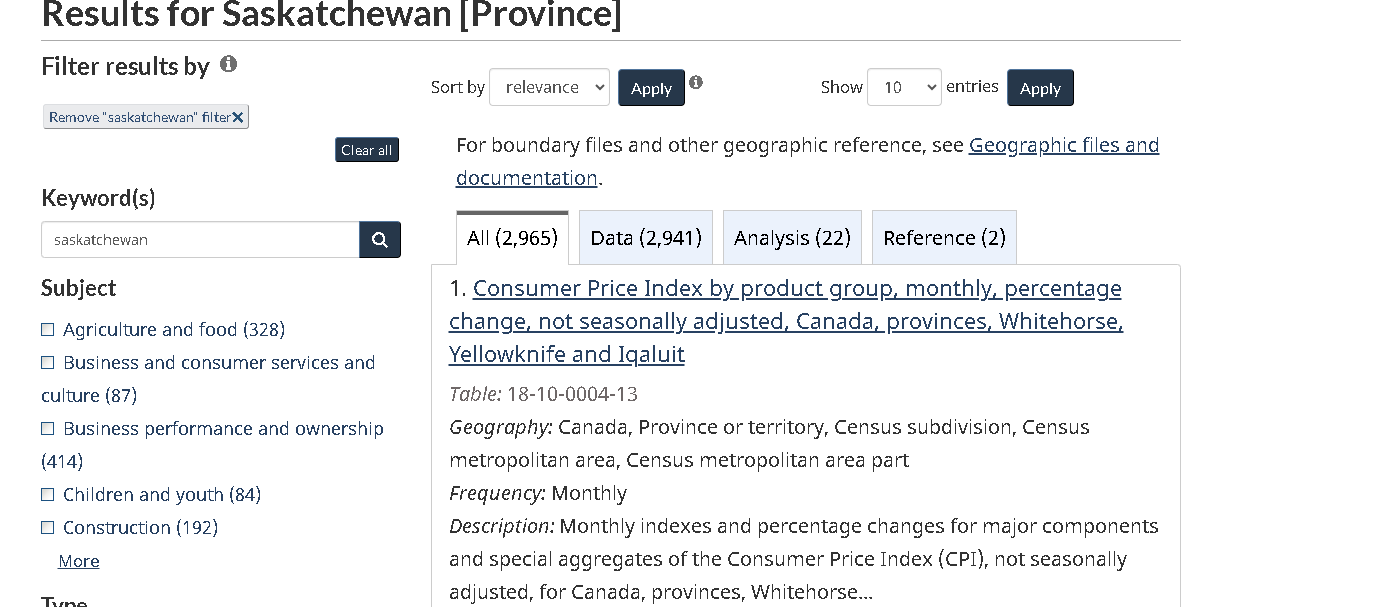 Results for Saskatchewan [Province]
Filter results by
Remove "saskatchewan" filter
Clear all
Keyword(s)
saskatchewan
Subject
Agriculture and food (328)
Business and consumer services and
culture (87)
Business performance and ownership
(414)
Children and youth (84)
Construction (192)
More
Type
Sort by relevance Apply
Show 10 entries Apply
For boundary files and other geographic reference, see Geographic files and
documentation.
All (2,965) Data (2,941) Analysis (22) Reference (2)
1. Consumer Price Index by product group, monthly, percentage
change, not seasonally adjusted, Canada, provinces, Whitehorse,
Yellowknife and Iqaluit
Table: 18-10-0004-13
Geography: Canada, Province or territory, Census subdivision, Census
metropolitan area, Census metropolitan area part
Frequency: Monthly
Description: Monthly indexes and percentage changes for major components
and special aggregates of the Consumer Price Index (CPI), not seasonally
adjusted, for Canada, provinces, Whitehorse...